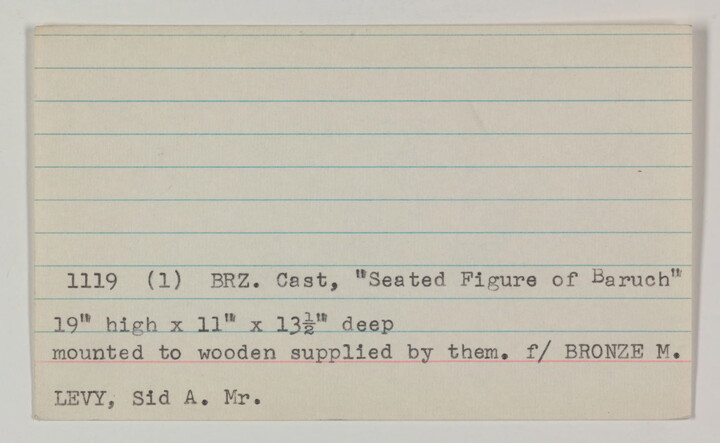 1119 (1) BRZ. Cast, "Seated Figure of Baruch"
19" high x 11" x 13½" deep
mounted to wooden supplied by them. f/ BRONZE M.
LEVY, Sid A. Mr.